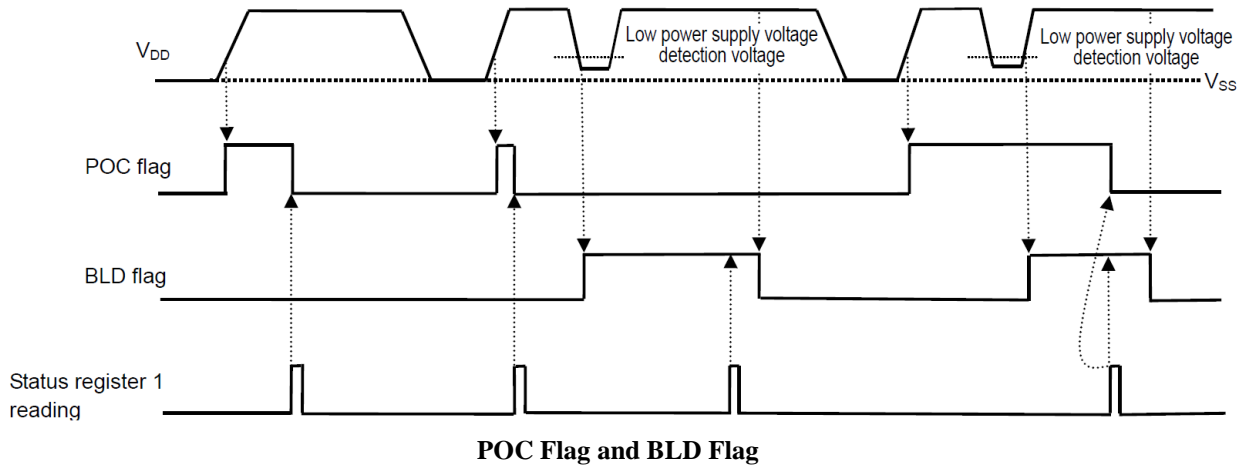 Low power supply voltage
detection voltage
Low power supply voltage
detection voltage
VDD
VSS
POC flag
BLD flag
Status register 1
reading
POC Flag and BLD Flag